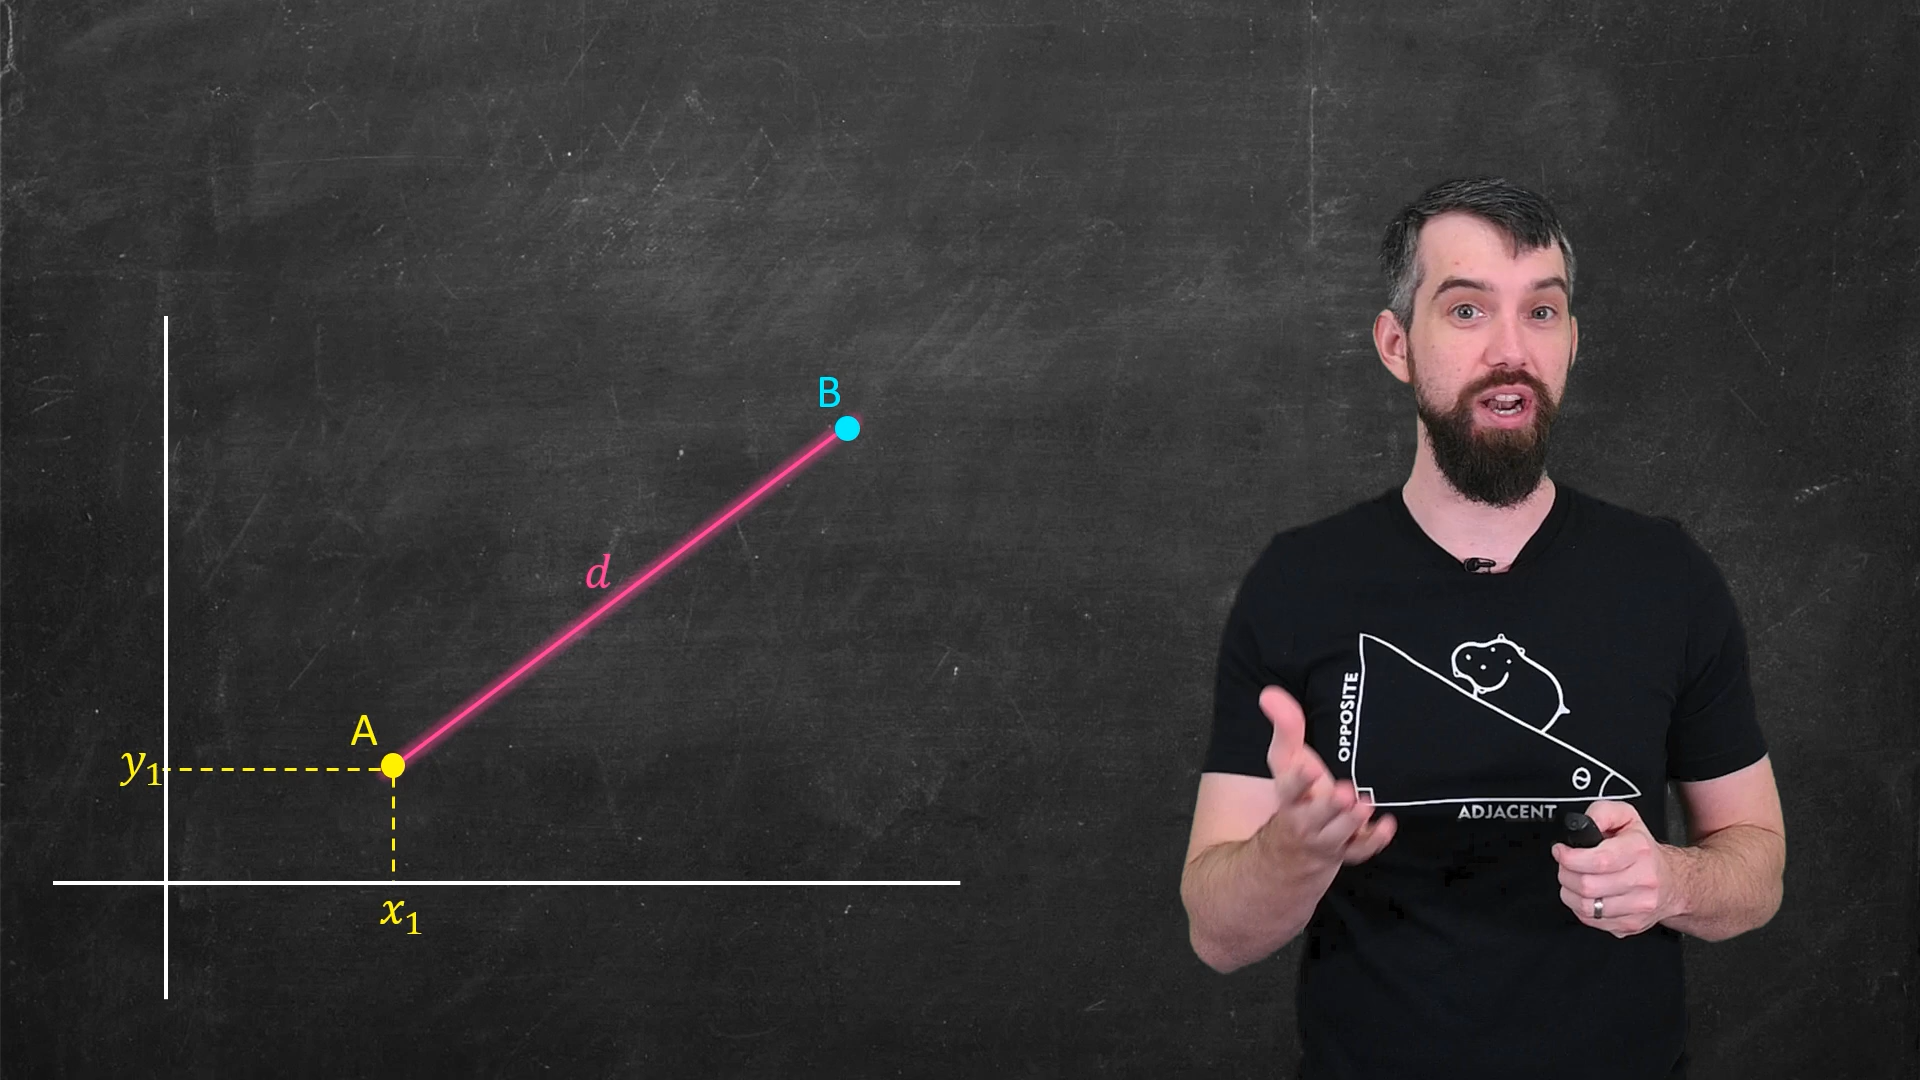 B
d
A
y₁
x₁
OPPOSITE
θ
ADJACENT